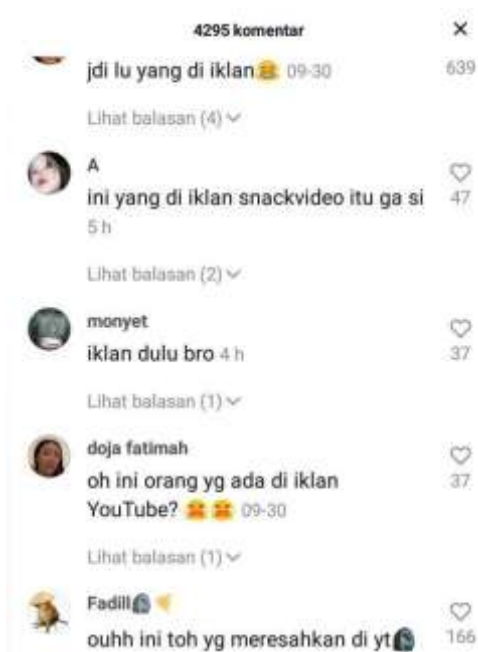 4295 komentar
jdi lu yang di iklan 09-30
639
Lihat balasan (4)
A
ini yang di iklan snackvideo itu ga si
47
5 h
Lihat balasan (2)
monyet
iklan dulu bro 4 h
37
Lihat balasan (1)
doja fatimah
oh ini orang yg ada di iklan
37
YouTube? 09-30
Lihat balasan (1)
Fadill
ouhh ini toh yg meresahkan di yt
166